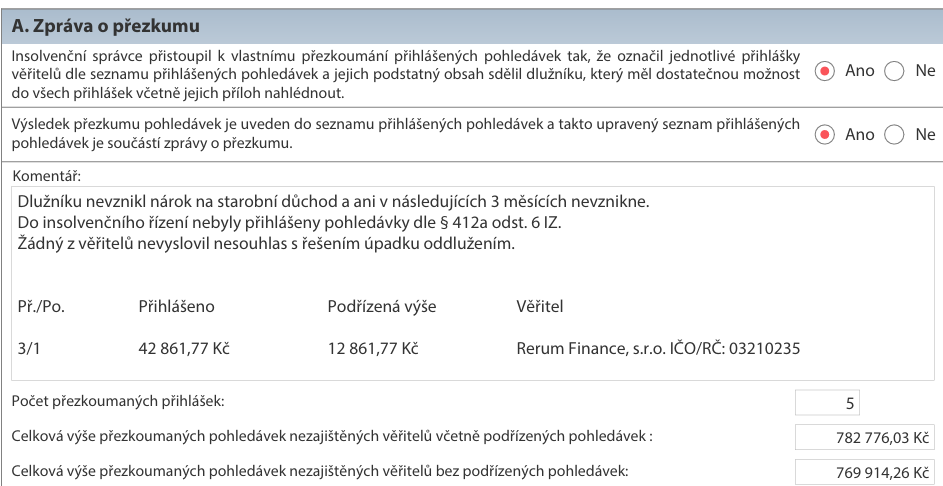 A. Zpráva o přezkumu
Insolvenční správce přistoupil k vlastnímu přezkoumání přihlášených pohledávek tak, že označil jednotlivé přihlášky
věřitelů dle seznamu přihlášených pohledávek a jejich podstatný obsah sdělil dlužníku, který měl dostatečnou možnost
do všech přihlášek včetně jejich příloh nahlédnout.
Ano Ne
Výsledek přezkumu pohledávek je uveden do seznamu přihlášených pohledávek a takto upravený seznam přihlášených
pohledávek je součástí zprávy o přezkumu.
Ano Ne
Komentář:
Dlužníku nevznikl nárok na starobní důchod a ani v následujících 3 měsících nevznikne.
Do insolvenčního řízení nebyly přihlášeny pohledávky dle § 412a odst. 6 IZ.
Žádný z věřitelů nevyslovil nesouhlas s řešením úpadku oddlužením.
Př./Po. Přihlášeno Podřízená výše Věřitel
3/1 42 861,77 Kč 12 861,77 Kč Rerum Finance, s.r.o. IČO/RČ: 03210235
Počet přezkoumaných přihlášek: 5
Celková výše přezkoumaných pohledávek nezajištěných věřitelů včetně podřízených pohledávek : 782 776,03 Kč
Celková výše přezkoumaných pohledávek nezajištěných věřitelů bez podřízených pohledávek: 769 914,26 Kč